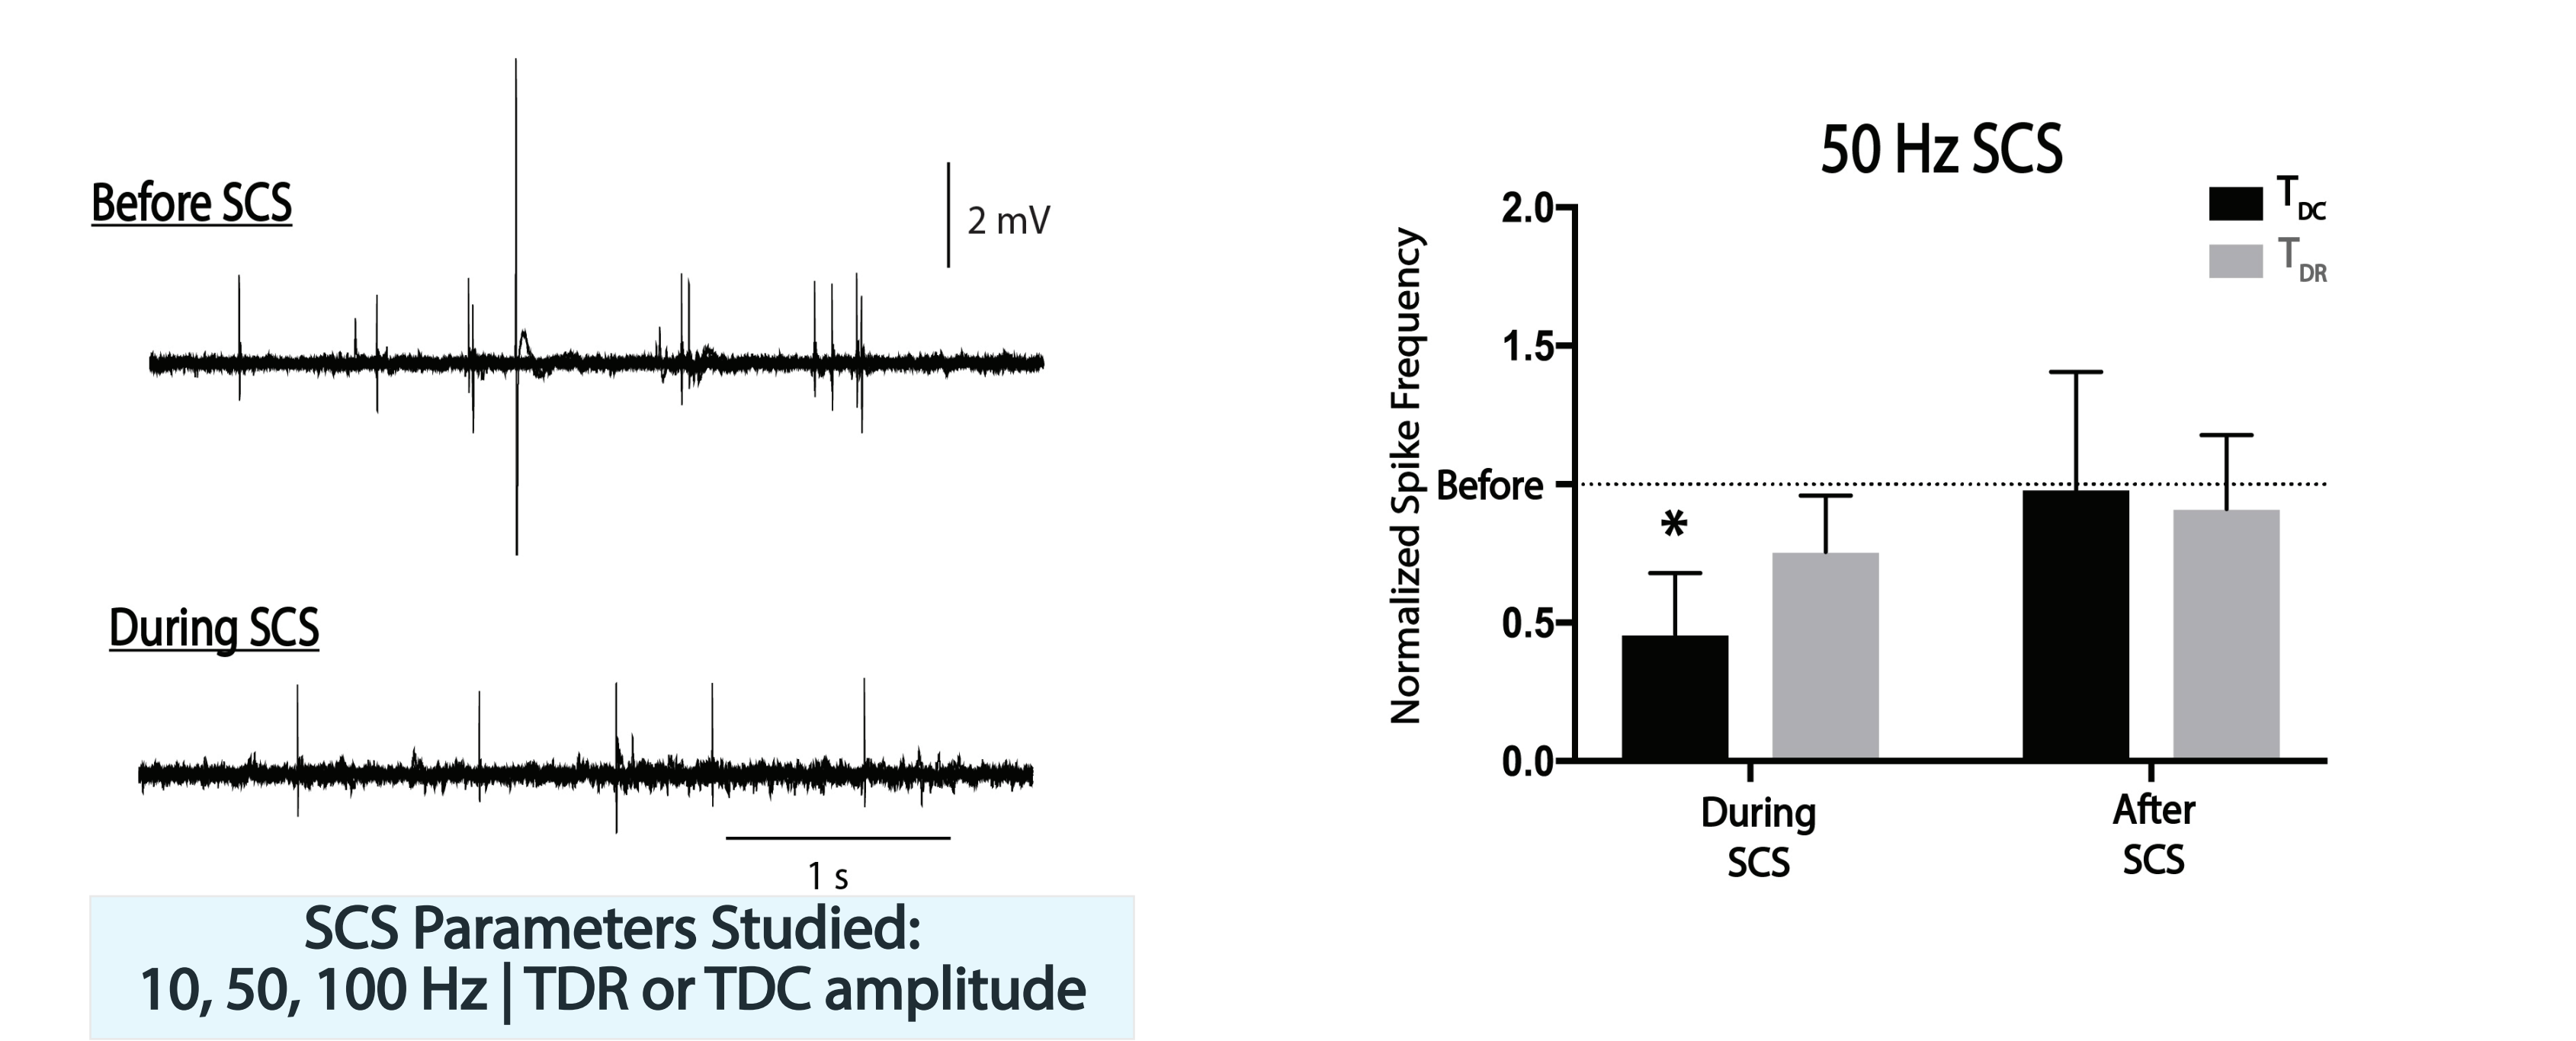 Before SCS
2 mV
During SCS
1 s
SCS Parameters Studied:
10, 50, 100 Hz | TDR or TDC amplitude
50 Hz SCS
TDC
TDR
Normalized Spike Frequency
2.0
1.5
Before
0.5
0.0
*
During
SCS
After
SCS